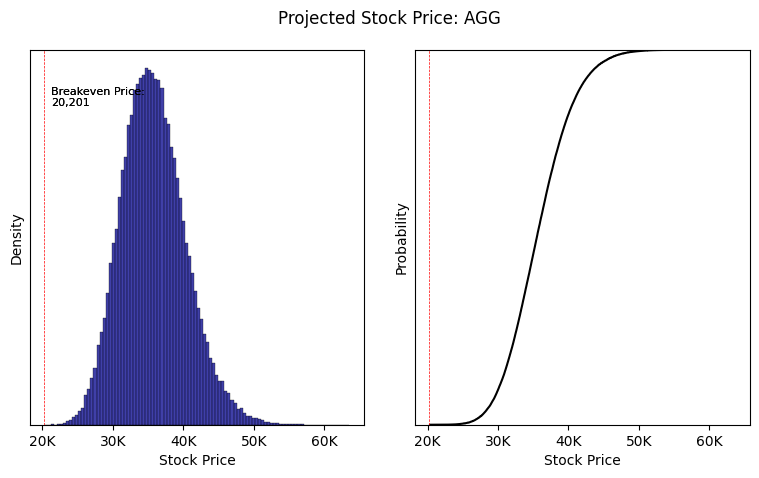 Projected Stock Price: AGG
Breakeven Price:
20,201
Density
20K 30K 40K 50K 60K
Stock Price
Probability
20K 30K 40K 50K 60K
Stock Price